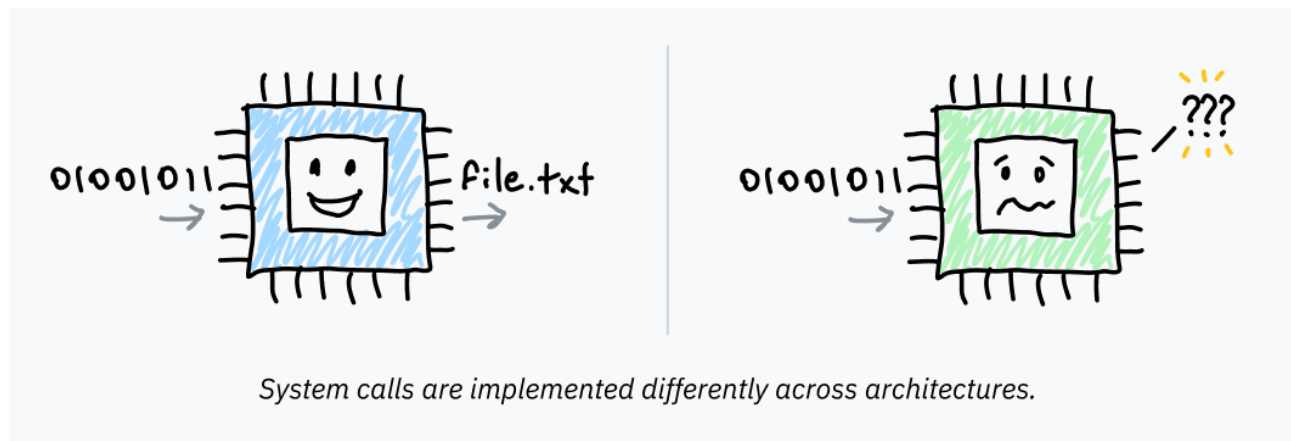 01001011
file.txt
01001011
???
System calls are implemented differently across architectures.